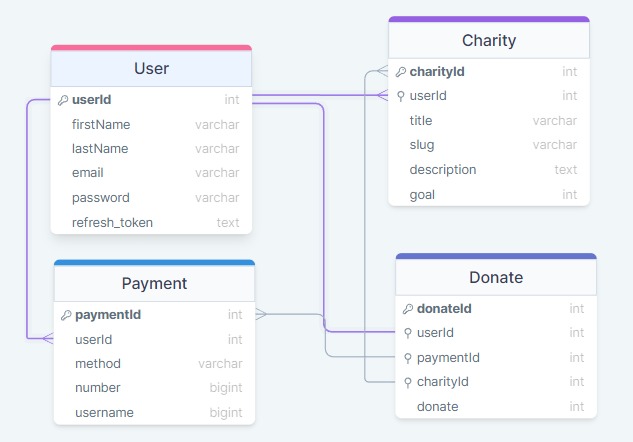 User
userId int
firstName varchar
lastName varchar
email varchar
password varchar
refresh_token text
Charity
charityId int
userId int
title varchar
slug varchar
description text
goal int
Payment
paymentId int
userId int
method varchar
number bigint
username bigint
Donate
donateId int
userId int
paymentId int
charityId int
donate int